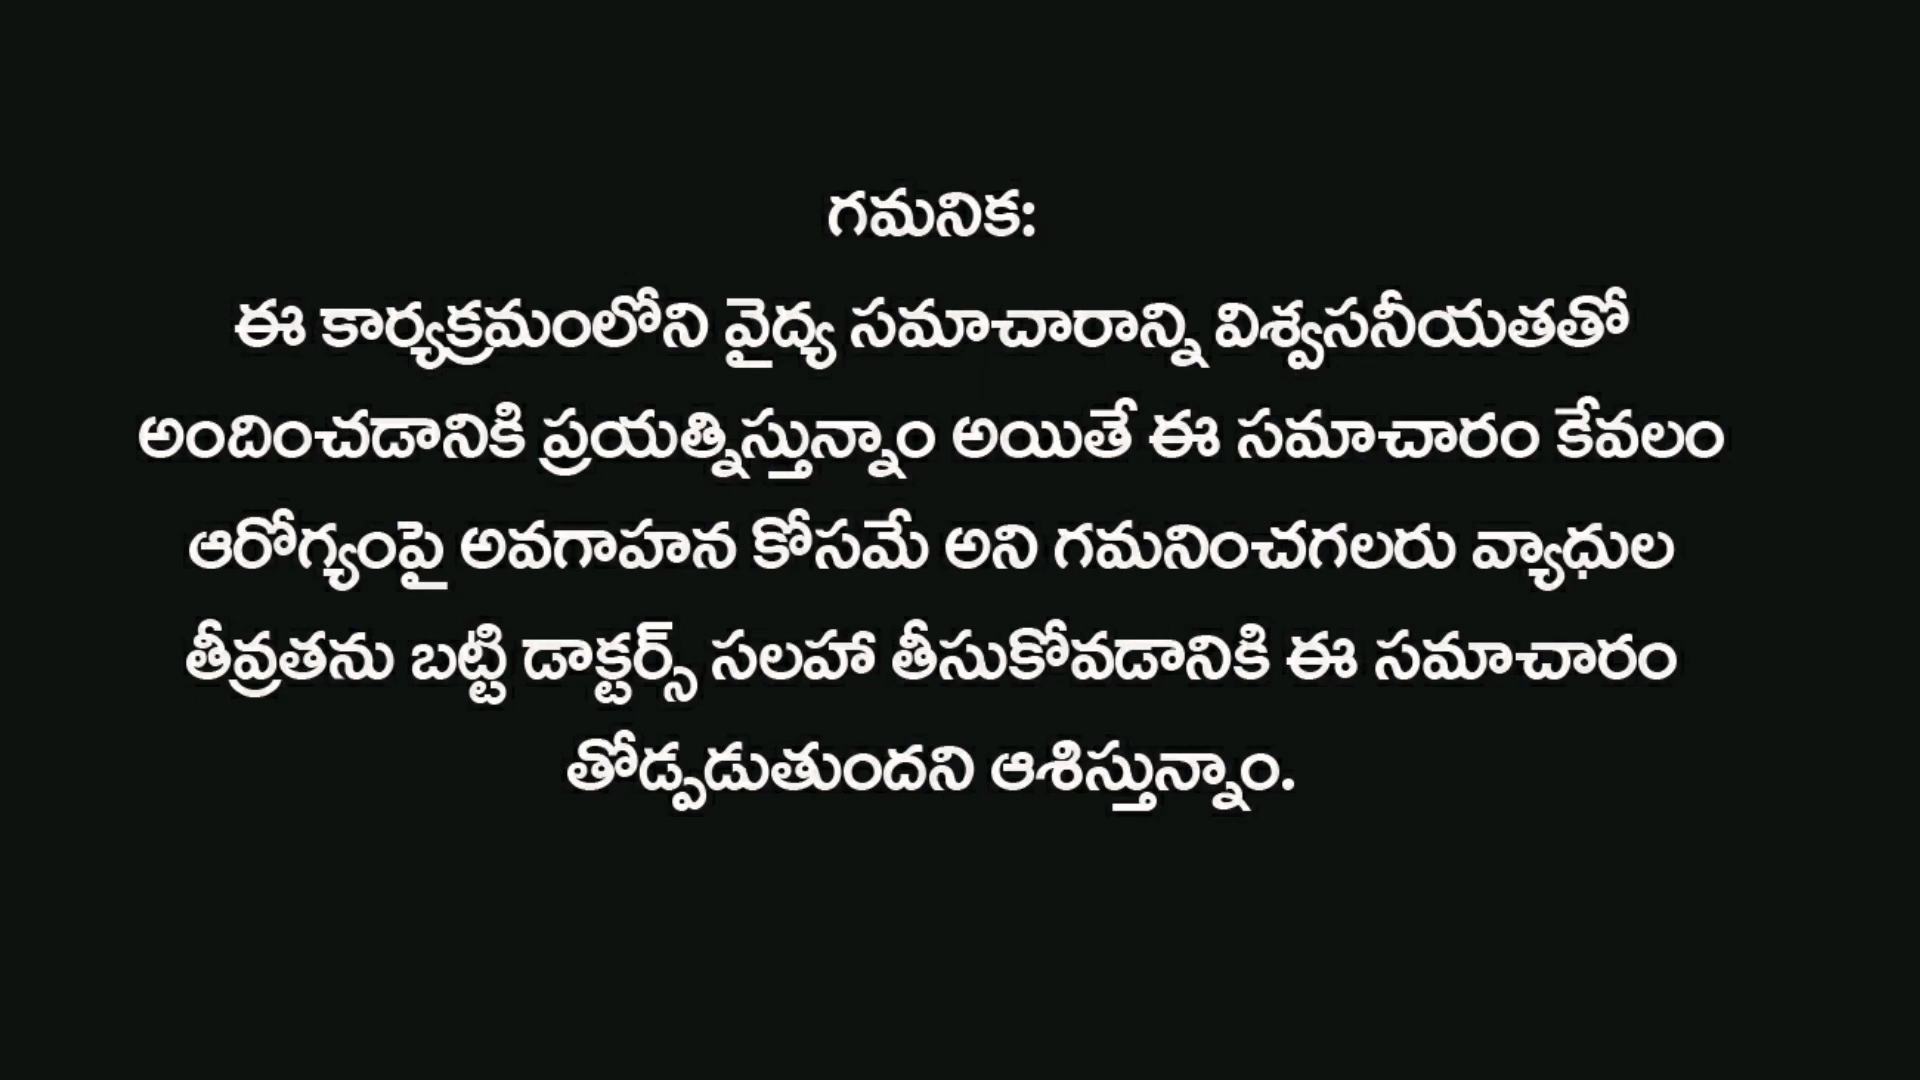 గమనిక:
ఈ కార్యక్రమంలోని వైద్య సమాచారాన్ని విశ్వసనీయతతో
అందించడానికి ప్రయత్నిస్తున్నాం అయితే ఈ సమాచారం కేవలం
ఆరోగ్యంపై అవగాహన కోసమే అని గమనించగలరు వ్యాధుల
తీవ్రతను బట్టి డాక్టర్స్ సలహా తీసుకోవడానికి ఈ సమాచారం
తోడ్పడుతుందని ఆశిస్తున్నాం.